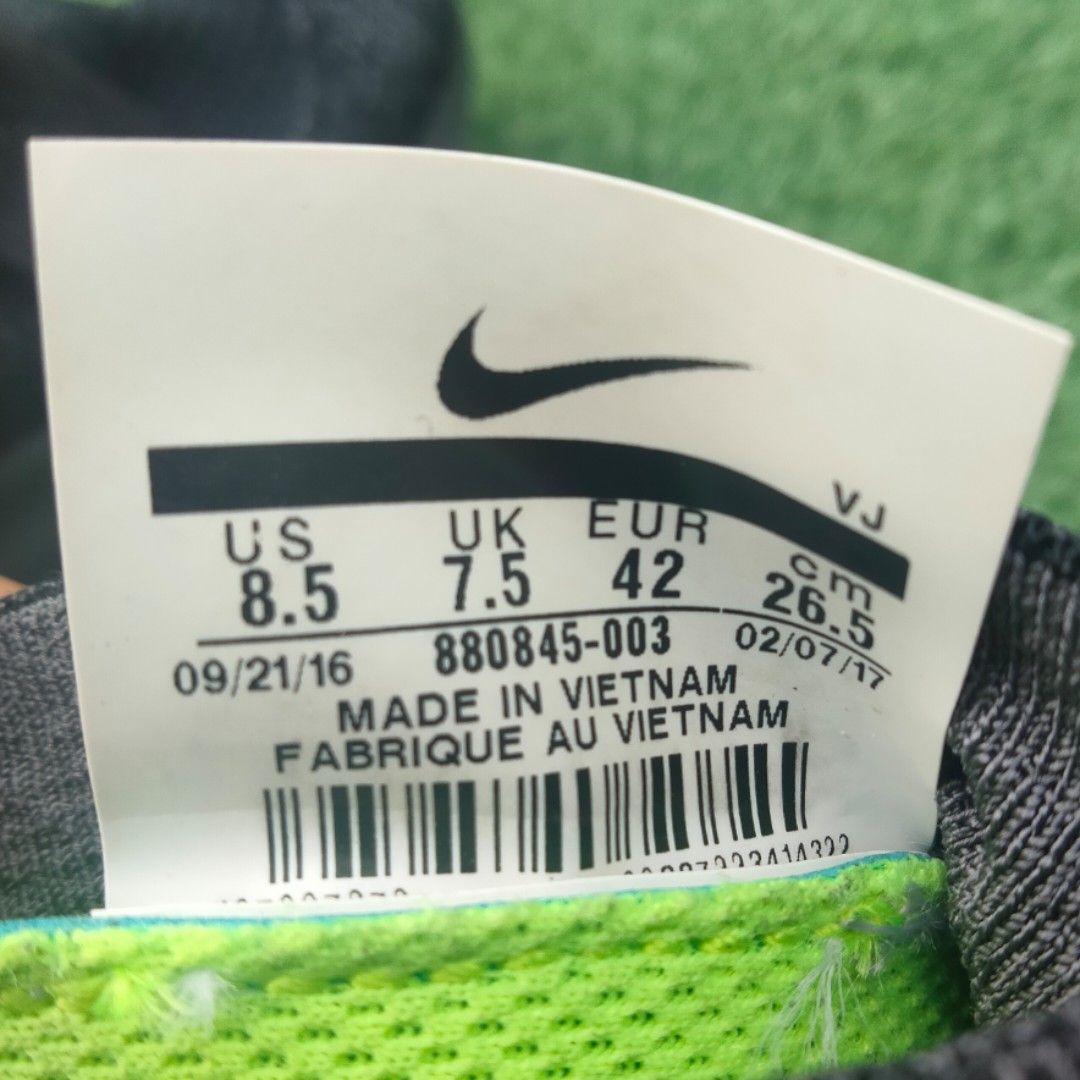 VJ
US UK EUR cm
8.5 7.5 42 26.5
09/21/16 880845-003 02/07/17
MADE IN VIETNAM
FABRIQUE AU VIETNAM